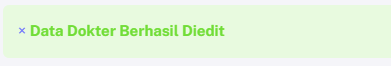 × Data Dokter Berhasil Diedit